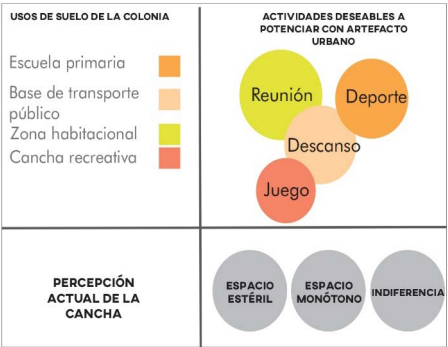 USOS DE SUELO DE LA COLONIA
Escuela primaria
Base de transporte
público
Zona habitacional
Cancha recreativa
ACTIVIDADES DESEABLES A
POTENCIAR CON ARTEFACTO
URBANO
Reunión
Deporte
Descanso
Juego
PERCEPCIÓN
ACTUAL DE LA
CANCHA
ESPACIO
ESTÉRIL
ESPACIO
MONÓTONO
INDIFERENCIA